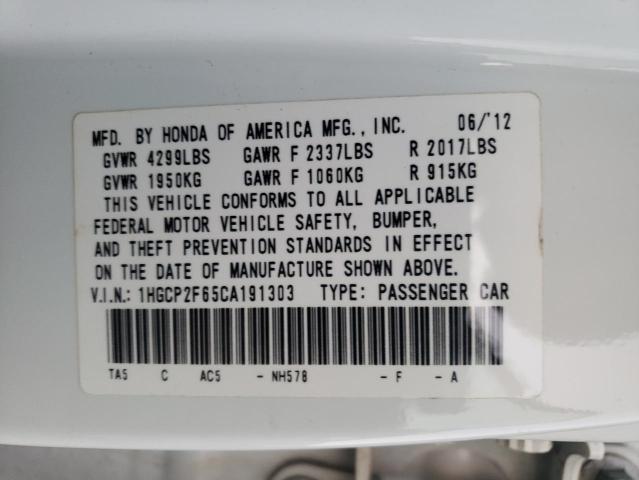 MFD. BY HONDA OF AMERICA MFG., INC. 06/'12
GVWR 4299LBS GAWR F 2337LBS R 2017LBS
GVWR 1950KG GAWR F 1060KG R 915KG
THIS VEHICLE CONFORMS TO ALL APPLICABLE
FEDERAL MOTOR VEHICLE SAFETY, BUMPER,
AND THEFT PREVENTION STANDARDS IN EFFECT
ON THE DATE OF MANUFACTURE SHOWN ABOVE.
V.I.N.: 1HGCP2F65CA191303 TYPE: PASSENGER CAR
TA5 C AC5 - NH578 - F - A